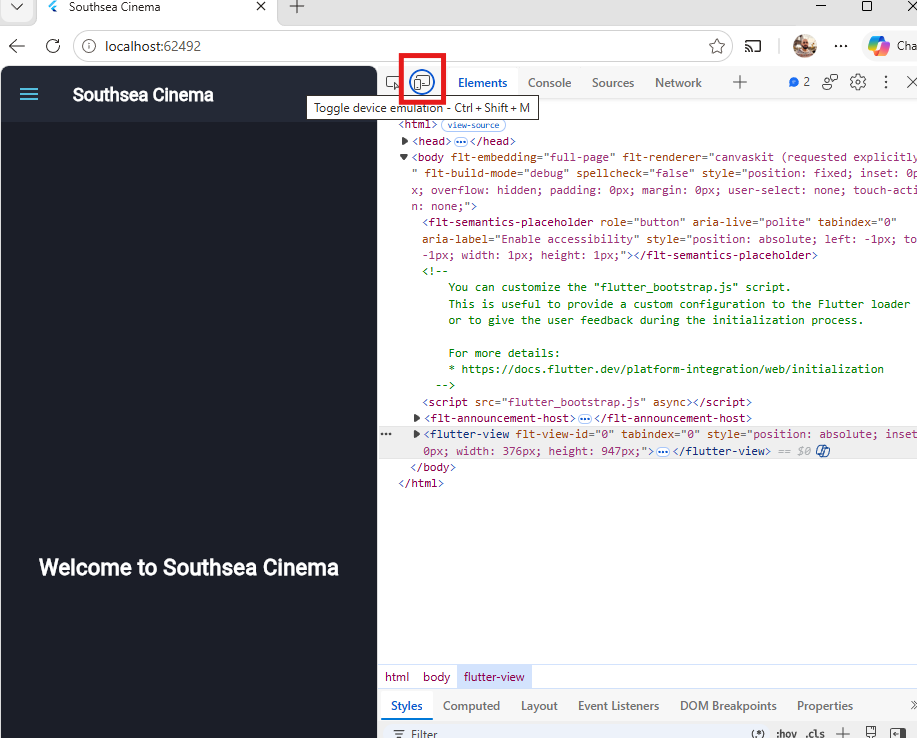 Southsea Cinema
localhost:62492
Cha
Southsea Cinema
Elements
Console
Sources
Network
2
Toggle device emulation - Ctrl + Shift + M
<html> view-source
<head> ••• </head>
<body flt-embedding="full-page" flt-renderer="canvaskit (requested explicitly
" flt-build-mode="debug" spellcheck="false" style="position: fixed; inset: 0p
x; overflow: hidden; padding: 0px; margin: 0px; user-select: none; touch-acti
n: none;">
<flt-semantics-placeholder role="button" aria-live="polite" tabindex="0"
aria-label="Enable accessibility" style="position: absolute; left: -1px; to
-1px; width: 1px; height: 1px;"></flt-semantics-placeholder>
<!--
You can customize the "flutter_bootstrap.js" script.
This is useful to provide a custom configuration to the Flutter loader
or to give the user feedback during the initialization process.
For more details:
* https://docs.flutter.dev/platform-integration/web/initialization
-->
<script src="flutter_bootstrap.js" async></script>
<flt-announcement-host> ••• </flt-announcement-host>
••• <flutter-view flt-view-id="0" tabindex="0" style="position: absolute; inset
0px; width: 376px; height: 947px;"> ••• </flutter-view> == $0
</body>
</html>
Welcome to Southsea Cinema
html body flutter-view
Styles Computed Layout Event Listeners DOM Breakpoints Properties
Filter :hov .cls